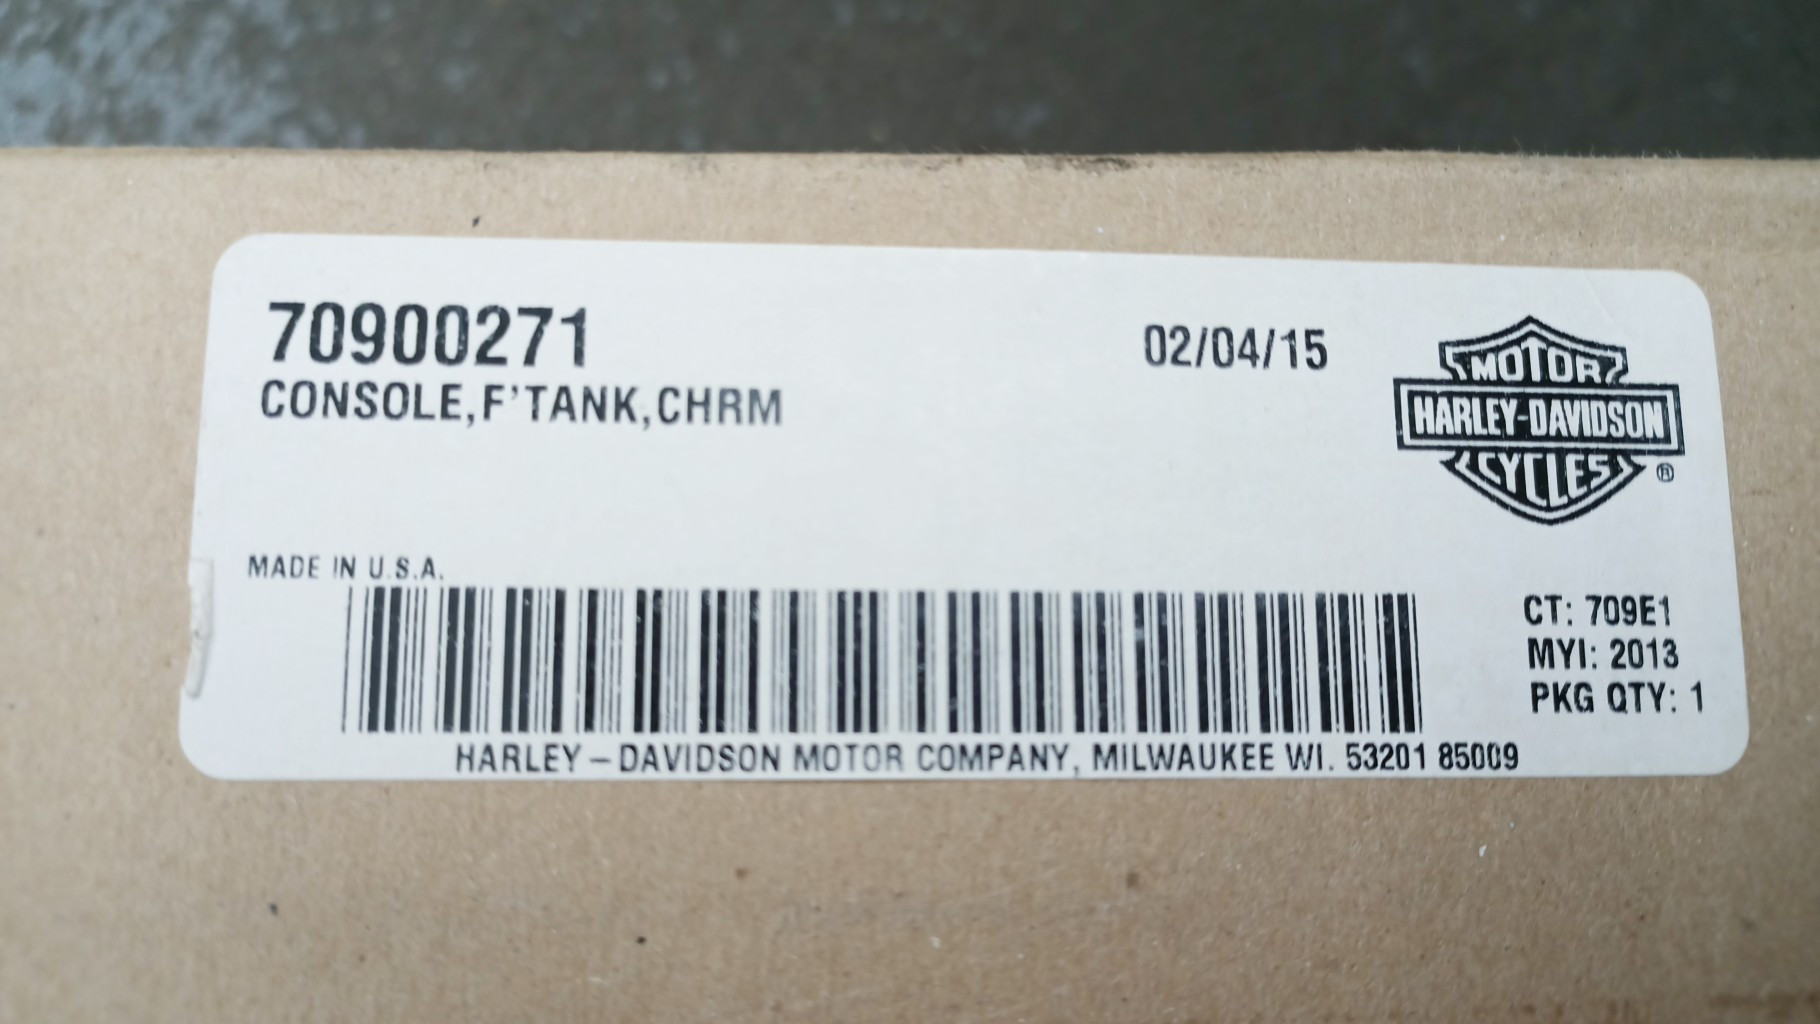 70900271
02/04/15
CONSOLE,F'TANK,CHRM
MOTOR
HARLEY-DAVIDSON
CYCLES
®
MADE IN U.S.A.
CT: 709E1
MYI: 2013
PKG QTY: 1
HARLEY – DAVIDSON MOTOR COMPANY, MILWAUKEE WI. 53201 85009